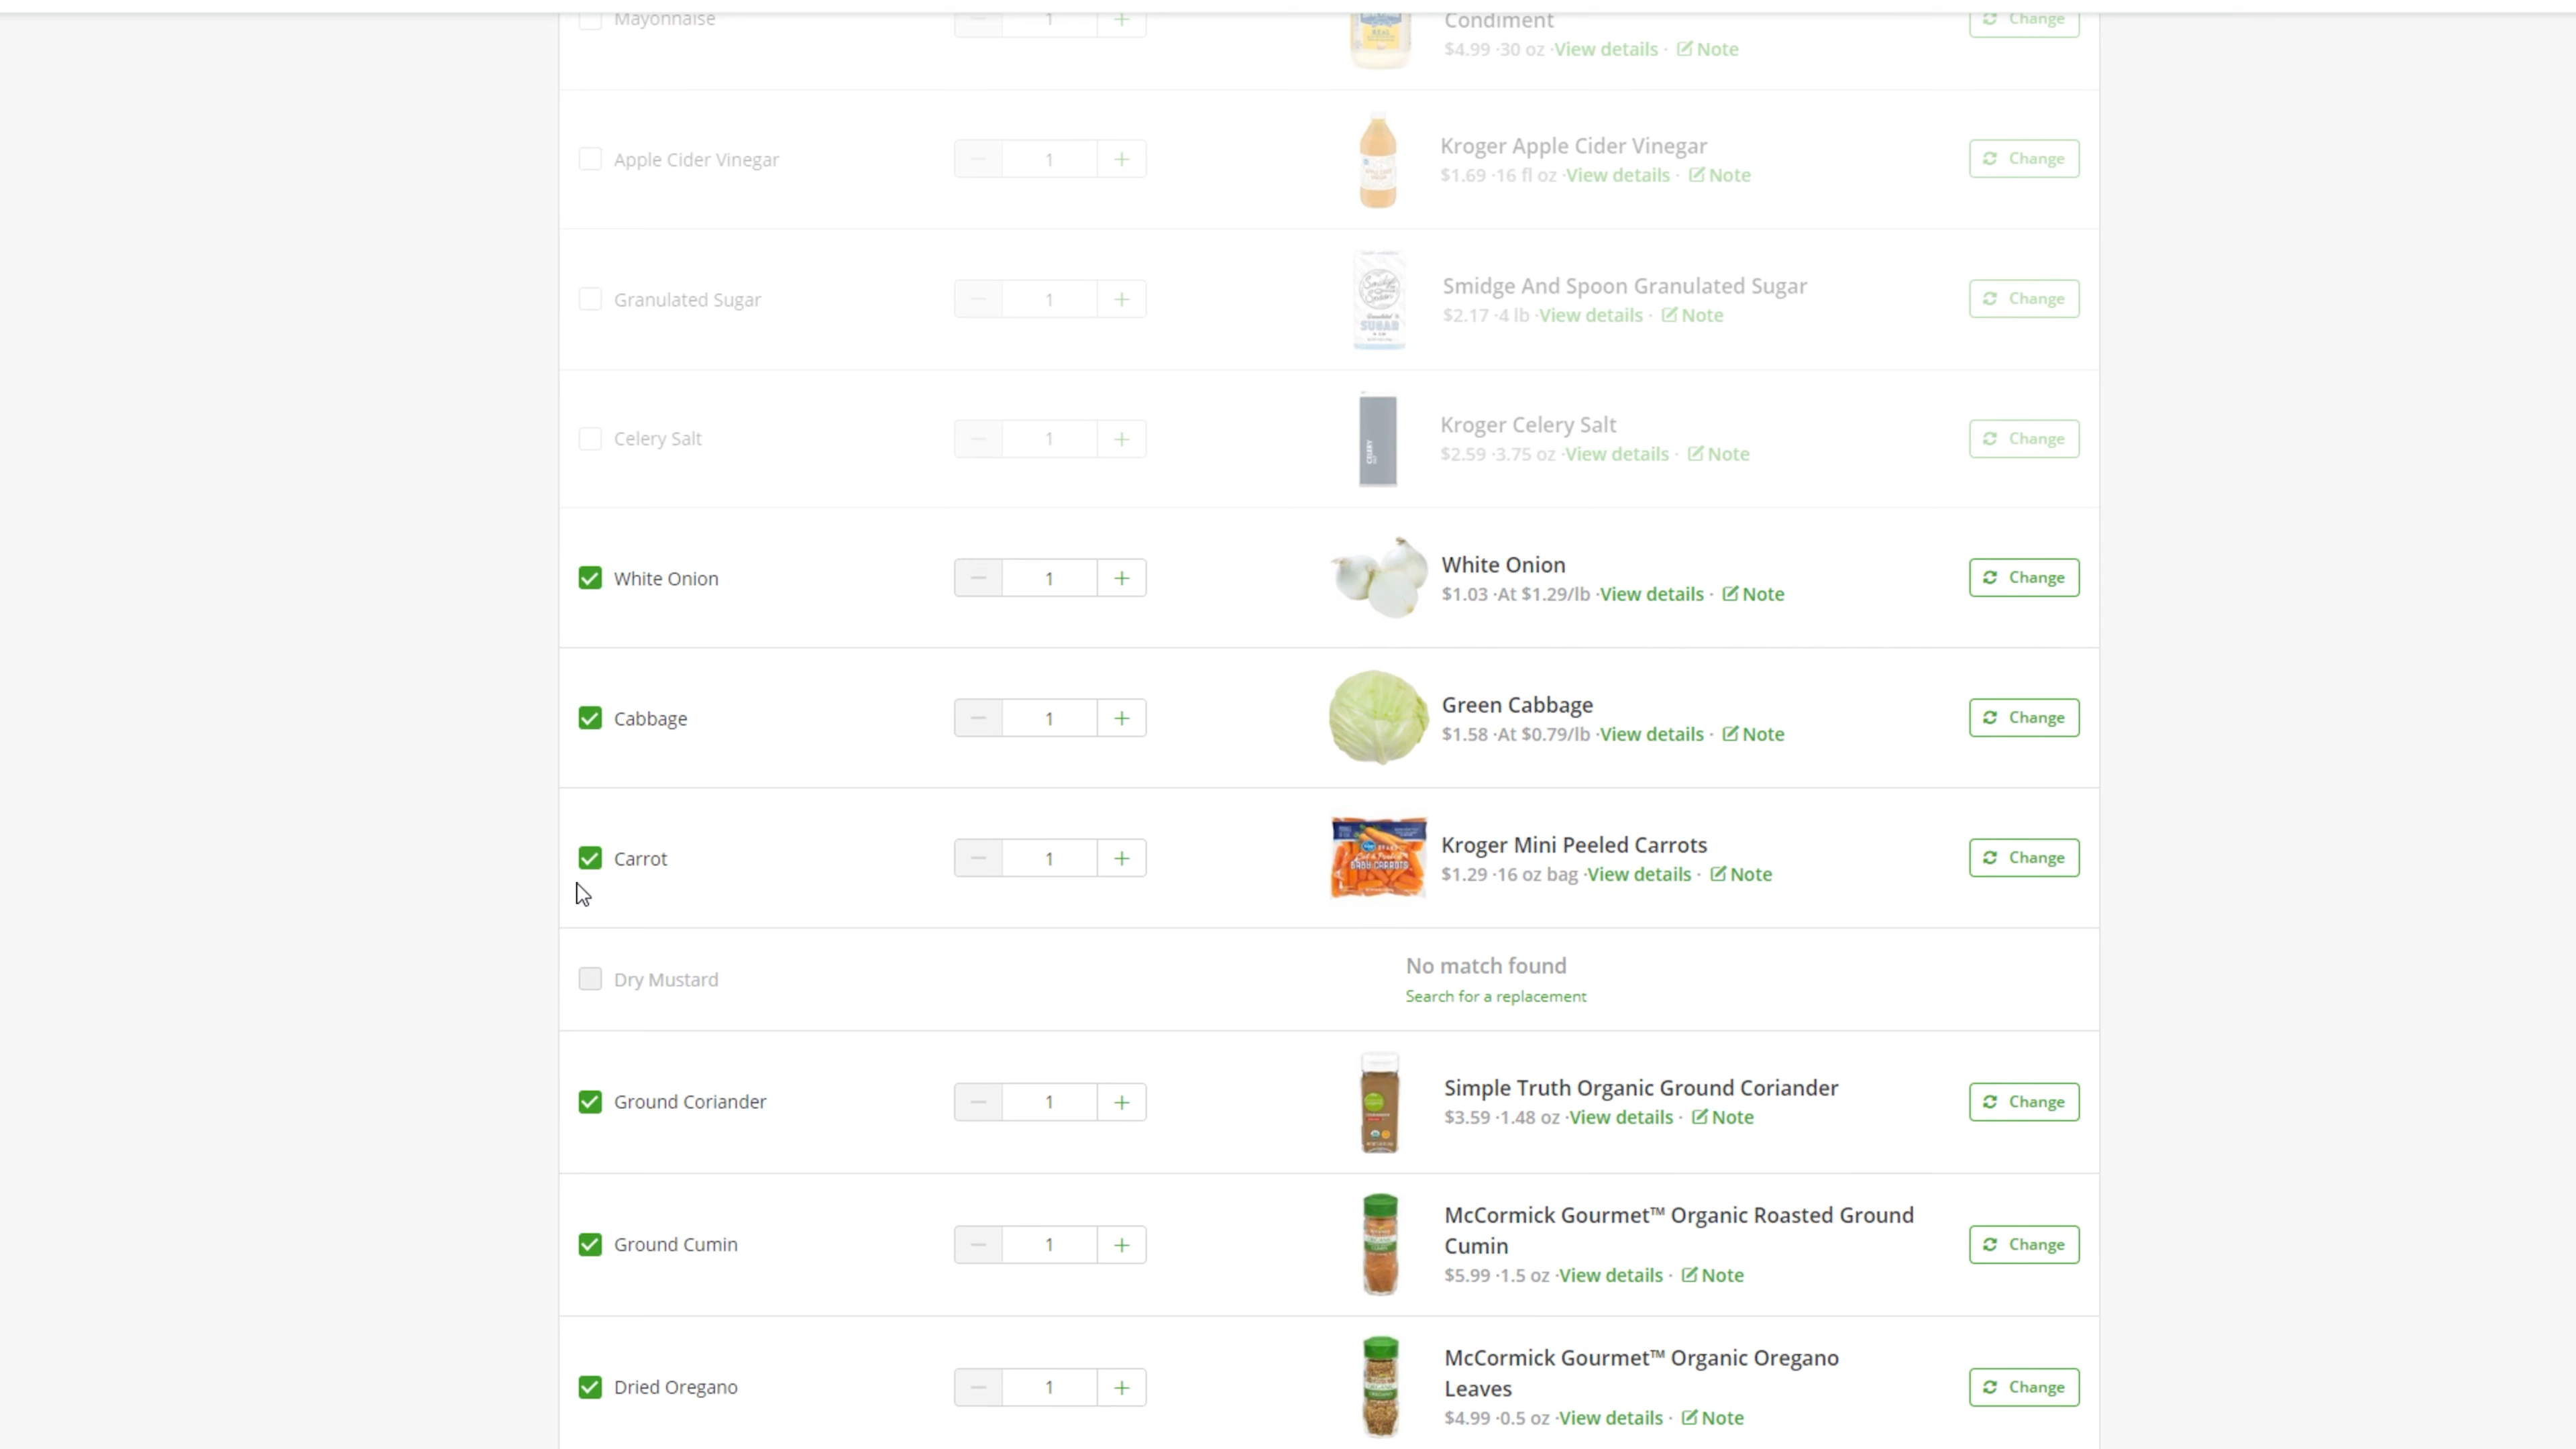 Mayonnaise
1
Condiment
$4.99 ·30 oz ·View details · Note
Change
REAL
Apple Cider Vinegar
1
Kroger Apple Cider Vinegar
$1.69 ·16 fl oz ·View details · Note
Change
Granulated Sugar
1
Smidge And Spoon Granulated Sugar
$2.17 ·4 lb ·View details · Note
Change
Smidge
Spoon
SUGAR
Celery Salt
1
Kroger Celery Salt
$2.59 ·3.75 oz ·View details · Note
Change
CELERY
White Onion
1
White Onion
$1.03 ·At $1.29/lb ·View details · Note
Change
Cabbage
1
Green Cabbage
$1.58 ·At $0.79/lb ·View details · Note
Change
Carrot
1
Kroger Mini Peeled Carrots
$1.29 ·16 oz bag ·View details · Note
Change
BABY CARROTS
Dry Mustard
No match found
Search for a replacement
Ground Coriander
1
Simple Truth Organic Ground Coriander
$3.59 ·1.48 oz ·View details · Note
Change
Ground Cumin
1
McCormick Gourmet™ Organic Roasted Ground
Cumin
$5.99 ·1.5 oz ·View details · Note
Change
Dried Oregano
1
McCormick Gourmet™ Organic Oregano
Leaves
$4.99 ·0.5 oz ·View details · Note
Change